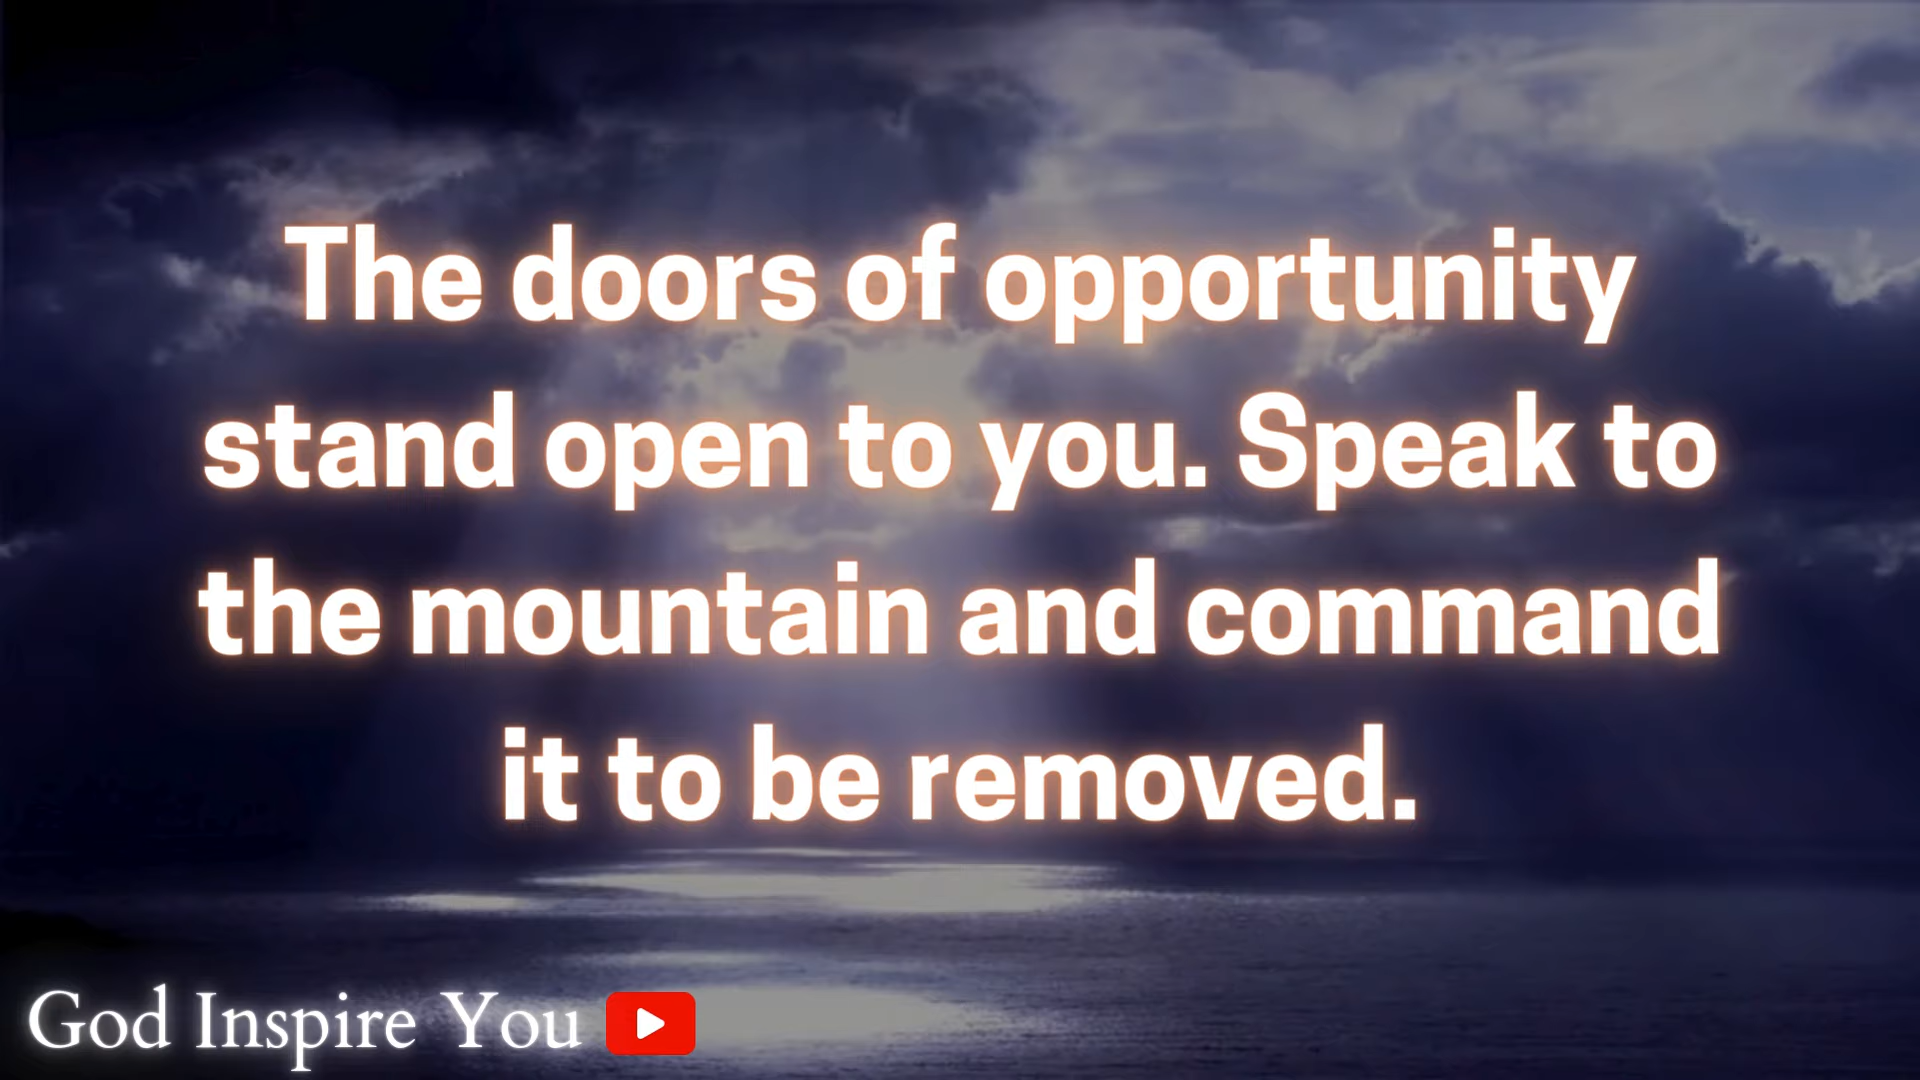 The doors of opportunity
stand open to you. Speak to
the mountain and command
it to be removed.
God Inspire You